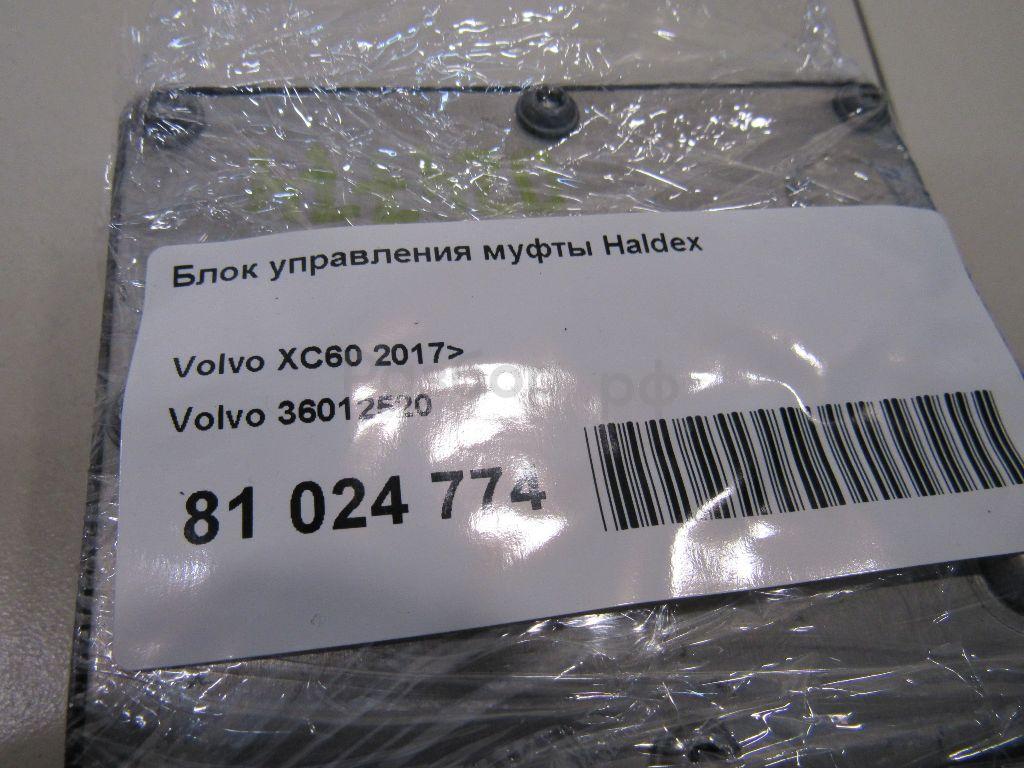 Блок управления муфты Haldex
Volvo XC60 2017>
Volvo 36012520
81 024 774